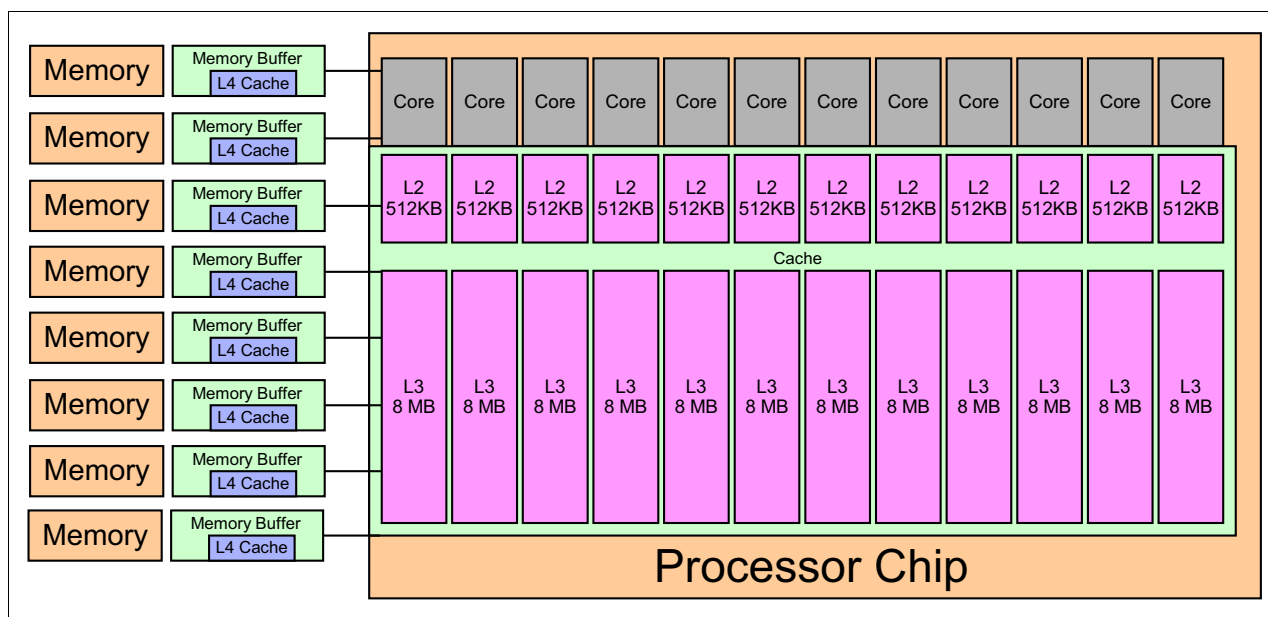 Memory
Memory Buffer
L4 Cache
Memory
Memory Buffer
L4 Cache
Memory
Memory Buffer
L4 Cache
Memory
Memory Buffer
L4 Cache
Memory
Memory Buffer
L4 Cache
Memory
Memory Buffer
L4 Cache
Memory
Memory Buffer
L4 Cache
Memory
Memory Buffer
L4 Cache
Core Core Core Core Core Core Core Core Core Core Core Core
L2 L2 L2 L2 L2 L2 L2 L2 L2 L2 L2 L2
512KB 512KB 512KB 512KB 512KB 512KB 512KB 512KB 512KB 512KB 512KB 512KB
Cache
L3 L3 L3 L3 L3 L3 L3 L3 L3 L3 L3 L3
8 MB 8 MB 8 MB 8 MB 8 MB 8 MB 8 MB 8 MB 8 MB 8 MB 8 MB 8 MB
Processor Chip